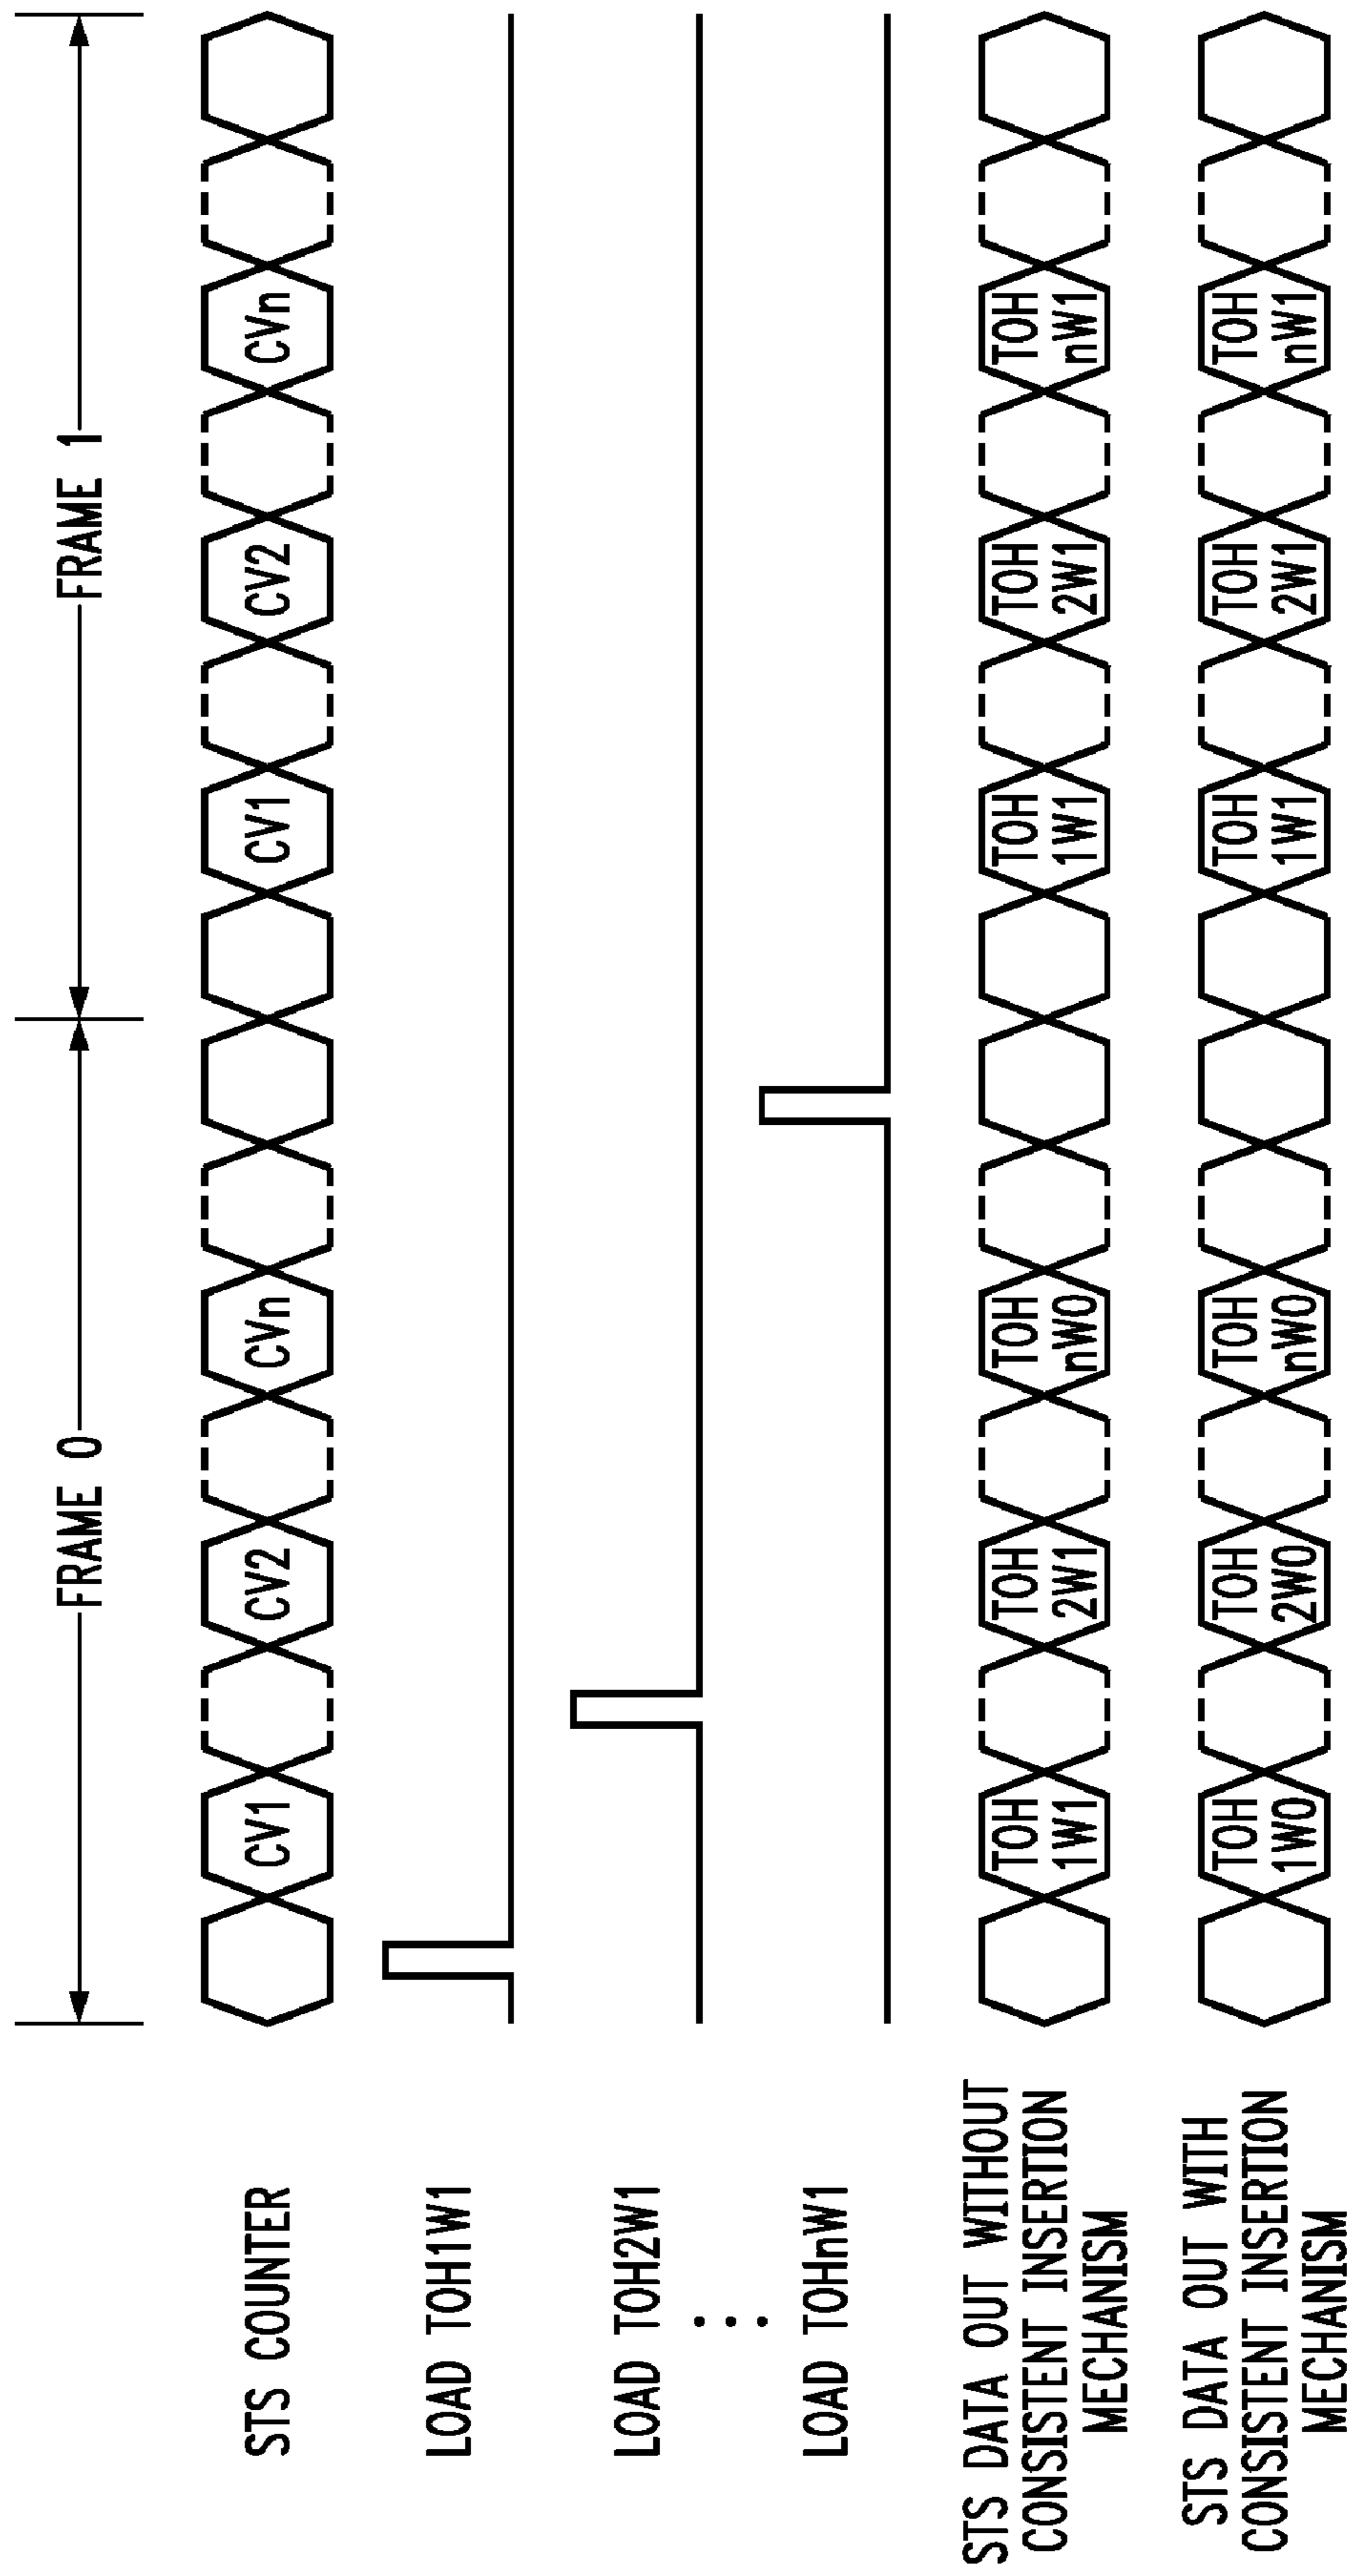 FRAME 0
FRAME 1
STS COUNTER
CV1
CV2
CVn
CV1
CV2
CVn
LOAD TOH1W1
LOAD TOH2W1
LOAD TOHnW1
STS DATA OUT WITHOUT
CONSISTENT INSERTION
MECHANISM
TOH
1W1
TOH
2W1
TOH
nW0
TOH
1W1
TOH
2W1
TOH
nW1
STS DATA OUT WITH
CONSISTENT INSERTION
MECHANISM
TOH
1W0
TOH
2W0
TOH
nW0
TOH
1W1
TOH
2W1
TOH
nW1